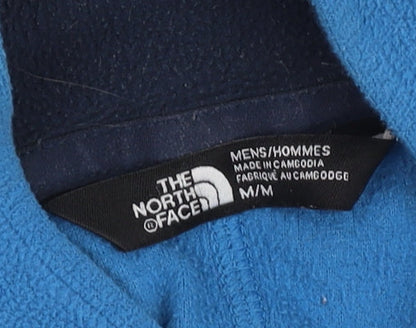 THE
NORTH
FACE
®
MENS/HOMMES
MADE IN CAMBODIA
FABRIQUÉ AU CAMBODGE
M/M